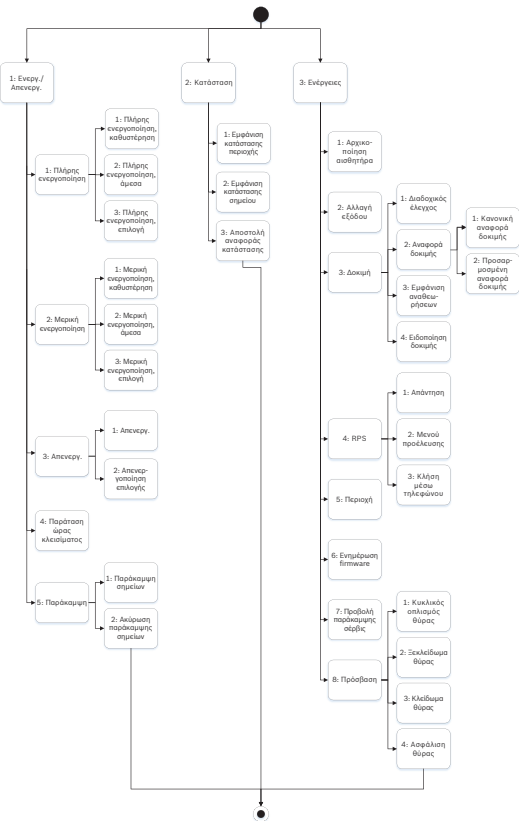 1: Ενεργ./
Απενεργ.
1: Πλήρης
ενεργοποίηση
1: Πλήρης
ενεργοποίηση,
καθυστέρηση
2: Πλήρης
ενεργοποίηση,
άμεσα
3: Πλήρης
ενεργοποίηση,
επιλογή
2: Μερική
ενεργοποίηση
1: Μερική
ενεργοποίηση,
καθυστέρηση
2: Μερική
ενεργοποίηση,
άμεσα
3: Μερική
ενεργοποίηση,
επιλογή
3: Απενεργ.
1: Απενεργ.
2: Απενερ-
γοποίηση
επιλογής
4: Παράταση
ώρας
κλεισίματος
5: Παράκαμψη
1: Παράκαμψη
σημείων
2: Ακύρωση
παράκαμψης
σημείων
2: Κατάσταση
1: Εμφάνιση
κατάστασης
περιοχής
2: Εμφάνιση
κατάστασης
σημείου
3: Αποστολή
αναφοράς
κατάστασης
3: Ενέργειες
1: Αρχικο-
ποίηση
αισθητήρα
2: Αλλαγή
εξόδου
3: Δοκιμή
1: Διαδοχικός
έλεγχος
2: Αναφορά
δοκιμής
1: Κανονική
αναφορά
δοκιμής
2: Προσαρ-
μοσμένη
αναφορά
δοκιμής
3: Εμφάνιση
αναθεω-
ρήσεων
4: Ειδοποίηση
δοκιμής
4: RPS
1: Απάντηση
2: Μενού
προέλευσης
3: Κλήση
μέσω
τηλεφώνου
5: Περιοχή
6: Ενημέρωση
firmware
7: Προβολή
παράκαμψης
σέρβις
8: Πρόσβαση
1: Κυκλικός
οπλισμός
θύρας
2: Ξεκλείδωμα
θύρας
3: Κλείδωμα
θύρας
4: Ασφάλιση
θύρας